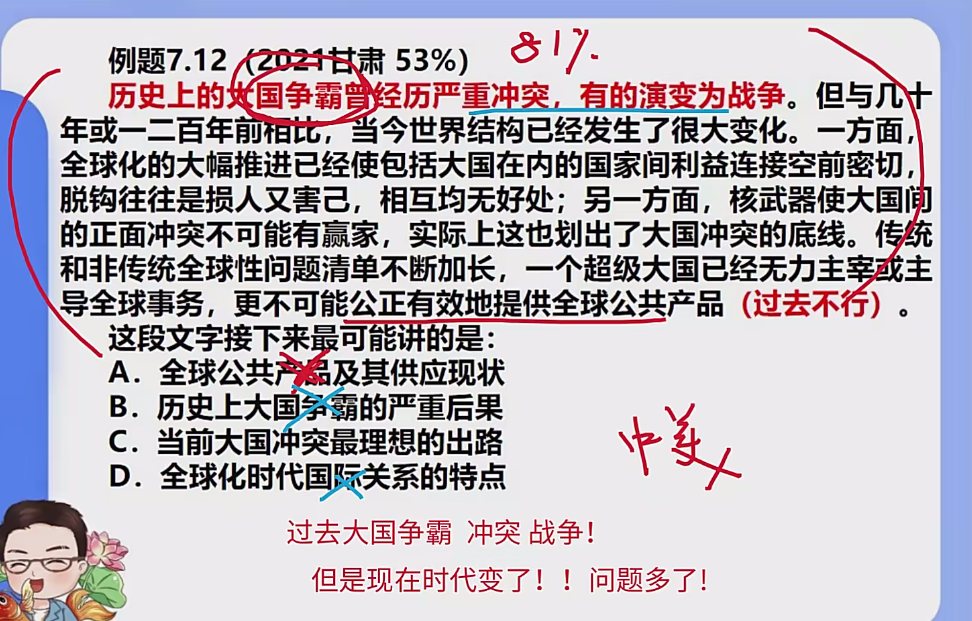 例题7.12（2021甘肃 53%）
81%
历史上的大国争霸曾经历严重冲突，有的演变为战争。但与几十
年或一二百年前相比，当今世界结构已经发生了很大变化。一方面，
全球化的大幅推进已经使包括大国在内的国家间利益连接空前密切，
脱钩往往是损人又害己，相互均无好处；另一方面，核武器使大国间
的正面冲突不可能有赢家，实际上这也划出了大国冲突的底线。传统
和非传统全球性问题清单不断加长，一个超级大国已经无力主宰或主
导全球事务，更不可能公正有效地提供全球公共产品（过去不行）。
这段文字接下来最可能讲的是：
A．全球公共产品及其供应现状
B．历史上大国争霸的严重后果
C．当前大国冲突最理想的出路
D．全球化时代国际关系的特点
中美
过去大国争霸 冲突 战争！
但是现在时代变了！！问题多了！